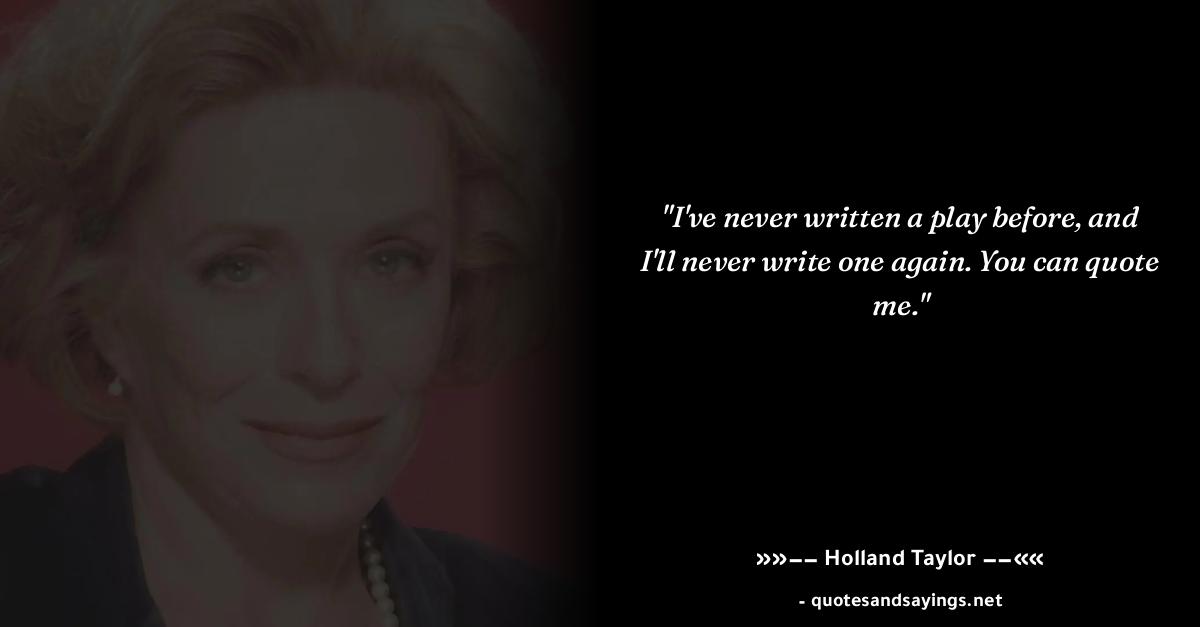 "I've never written a play before, and
I'll never write one again. You can quote
me."
»»−− Holland Taylor −−««
- quotesandsayings.net